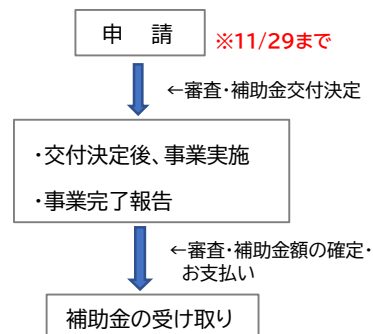 申　請 ※11/29まで
←審査・補助金交付決定
・交付決定後、事業実施
・事業完了報告
←審査・補助金額の確定・
お支払い
補助金の受け取り